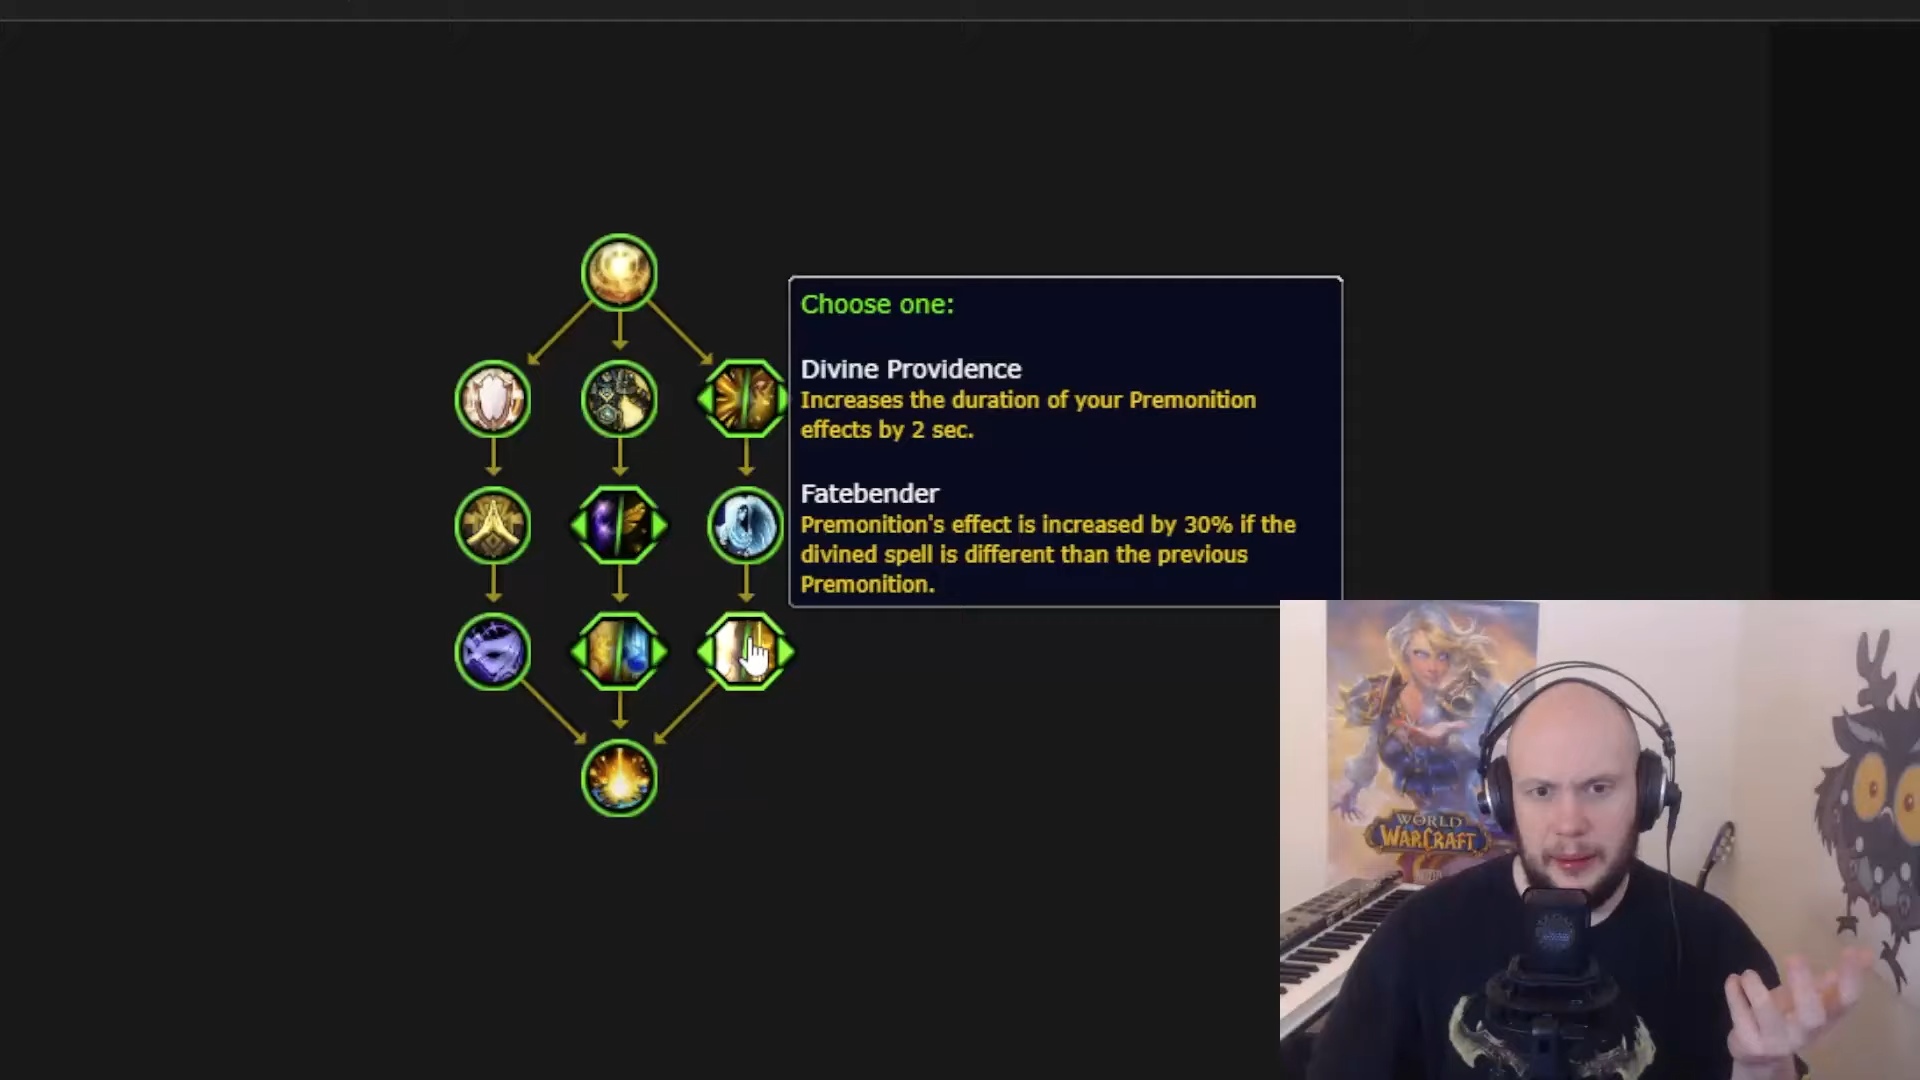 Choose one:
Divine Providence
Increases the duration of your Premonition
effects by 2 sec.
Fatebender
Premonition's effect is increased by 30% if the
divined spell is different than the previous
Premonition.
WORLD
WARCRAFT